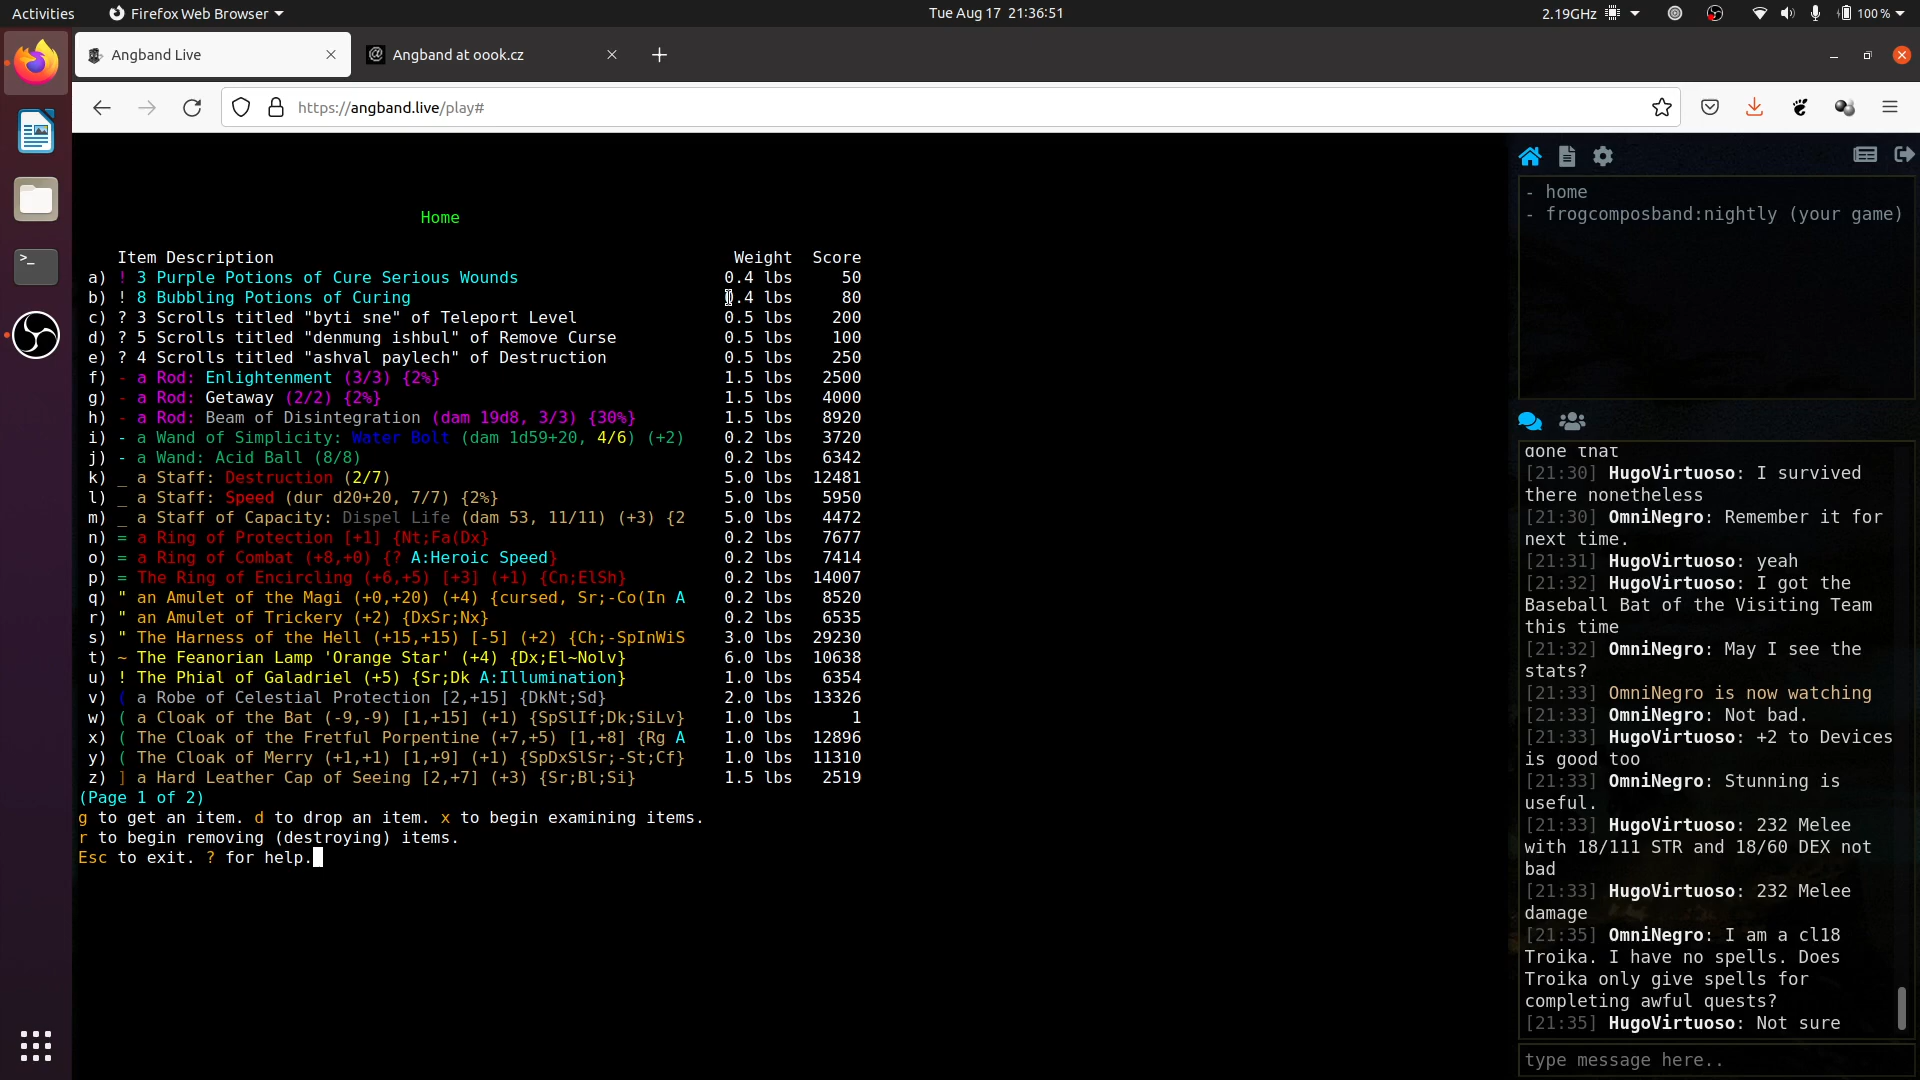 Activities
Firefox Web Browser
Tue Aug 17 21:36:51
2.19GHz
100 %
Angband Live
Angband at oook.cz
https://angband.live/play#
Home
Item Description Weight Score
a) ! 3 Purple Potions of Cure Serious Wounds 0.4 lbs 50
b) ! 8 Bubbling Potions of Curing 0.4 lbs 80
c) ? 3 Scrolls titled "byti sne" of Teleport Level 0.5 lbs 200
d) ? 5 Scrolls titled "denmung ishbul" of Remove Curse 0.5 lbs 100
e) ? 4 Scrolls titled "ashval paylech" of Destruction 0.5 lbs 250
f) - a Rod: Enlightenment (3/3) {2%} 1.5 lbs 2500
g) - a Rod: Getaway (2/2) {2%} 1.5 lbs 4000
h) - a Rod: Beam of Disintegration (dam 19d8, 3/3) {30%} 1.5 lbs 8920
i) - a Wand of Simplicity: Water Bolt (dam 1d59+20, 4/6) (+2) 0.2 lbs 3720
j) - a Wand: Acid Ball (8/8) 0.2 lbs 6342
k) _ a Staff: Destruction (2/7) 5.0 lbs 12481
l) _ a Staff: Speed (dur d20+20, 7/7) {2%} 5.0 lbs 5950
m) _ a Staff of Capacity: Dispel Life (dam 53, 11/11) (+3) {2 5.0 lbs 4472
n) = a Ring of Protection [+1] {Nt;Fa(Dx} 0.2 lbs 7677
o) = a Ring of Combat (+8,+0) {? A:Heroic Speed} 0.2 lbs 7414
p) = The Ring of Encircling (+6,+5) [+3] (+1) {Cn;ElSh} 0.2 lbs 14007
q) " an Amulet of the Magi (+0,+20) (+4) {cursed, Sr;-Co(In A 0.2 lbs 8520
r) " an Amulet of Trickery (+2) {DxSr;Nx} 0.2 lbs 6535
s) " The Harness of the Hell (+15,+15) [-5] (+2) {Ch;-SpInWiS 3.0 lbs 29230
t) ~ The Feanorian Lamp 'Orange Star' (+4) {Dx;El~Nolv} 6.0 lbs 10638
u) ! The Phial of Galadriel (+5) {Sr;Dk A:Illumination} 1.0 lbs 6354
v) ( a Robe of Celestial Protection [2,+15] {DkNt;Sd} 2.0 lbs 13326
w) ( a Cloak of the Bat (-9,-9) [1,+15] (+1) {SpSlIf;Dk;SiLv} 1.0 lbs 1
x) ( The Cloak of the Fretful Porpentine (+7,+5) [1,+8] {Rg A 1.0 lbs 12896
y) ( The Cloak of Merry (+1,+1) [1,+9] (+1) {SpDxSlSr;-St;Cf} 1.0 lbs 11310
z) ] a Hard Leather Cap of Seeing [2,+7] (+3) {Sr;Bl;Si} 1.5 lbs 2519
(Page 1 of 2)
g to get an item. d to drop an item. x to begin examining items.
r to begin removing (destroying) items.
Esc to exit. ? for help.
- home
- frogcomposband:nightly (your game)
done that
[21:30] HugoVirtuoso: I survived
there nonetheless
[21:30] OmniNegro: Remember it for
next time.
[21:31] HugoVirtuoso: yeah
[21:32] HugoVirtuoso: I got the
Baseball Bat of the Visiting Team
this time
[21:32] OmniNegro: May I see the
stats?
[21:33] OmniNegro is now watching
[21:33] OmniNegro: Not bad.
[21:33] HugoVirtuoso: +2 to Devices
is good too
[21:33] OmniNegro: Stunning is
useful.
[21:33] HugoVirtuoso: 232 Melee
with 18/111 STR and 18/60 DEX not
bad
[21:33] HugoVirtuoso: 232 Melee
damage
[21:35] OmniNegro: I am a cl18
Troika. I have no spells. Does
Troika only give spells for
completing awful quests?
[21:35] HugoVirtuoso: Not sure
type message here..